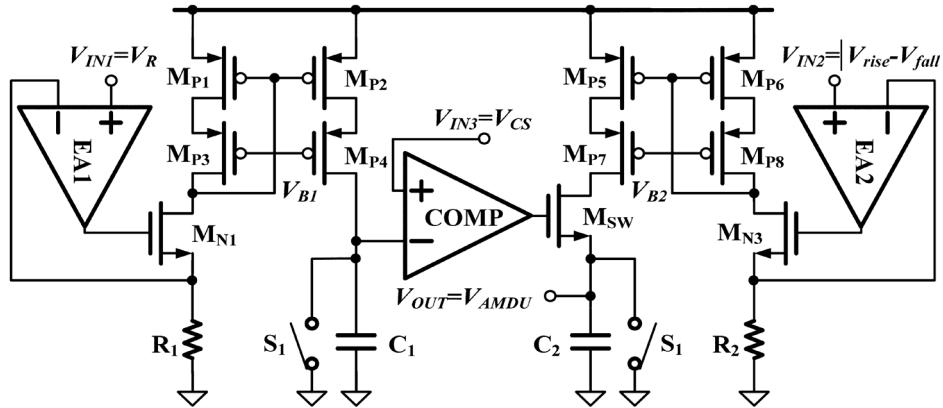 V_IN1=V_R
M_P1
M_P2
M_P5
M_P6
V_IN2=|V_rise-V_fall
V_IN3=V_CS
- +
EA1
M_P3
M_P4
M_P7
M_P8
+ -
EA2
V_B1
V_B2
+
COMP
-
M_SW
M_N1
M_N3
V_OUT=V_AMDU
R_1
S_1
C_1
C_2
S_1
R_2